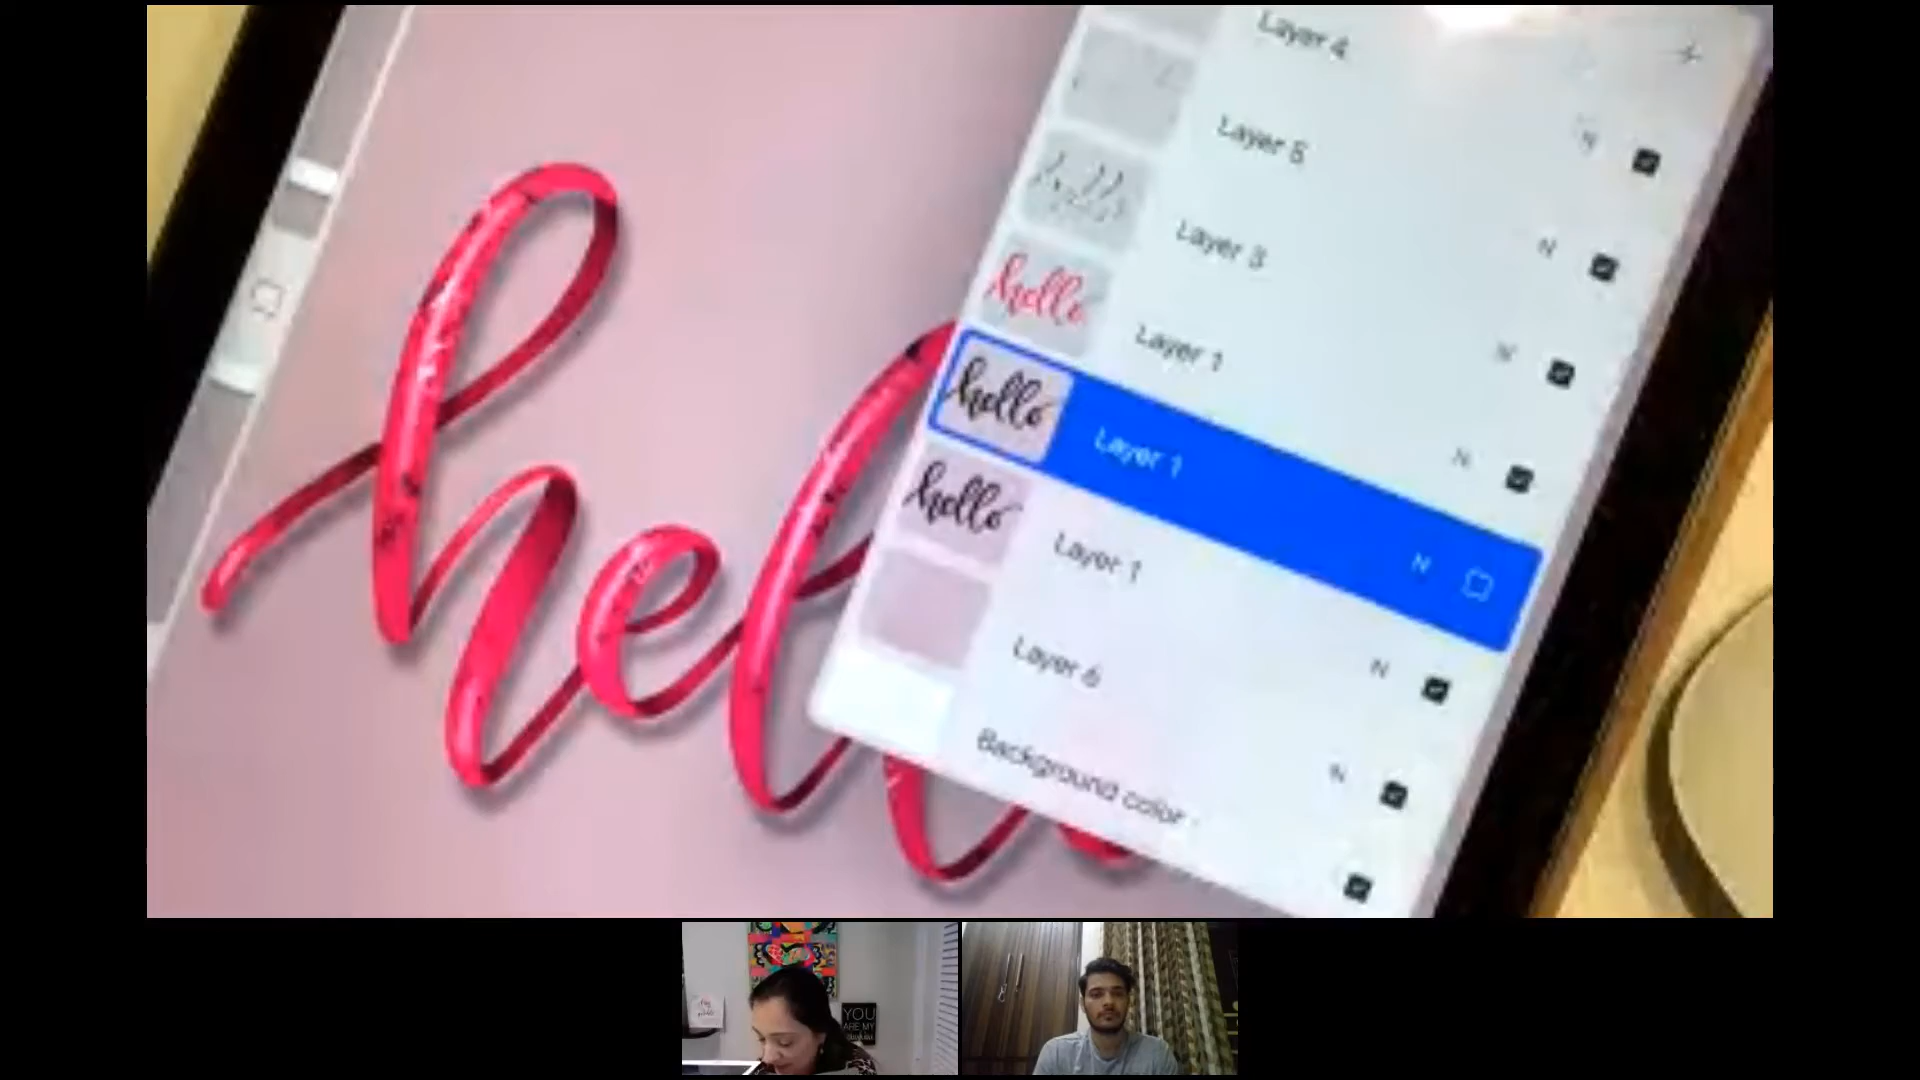 Layer 4
N
Layer 5
N
Layer 3
N
hello
Layer 1
N
hello
Layer 1
N
hello
Layer 1
N
Layer 6
N
Background color
hello
YOU
ARE MY